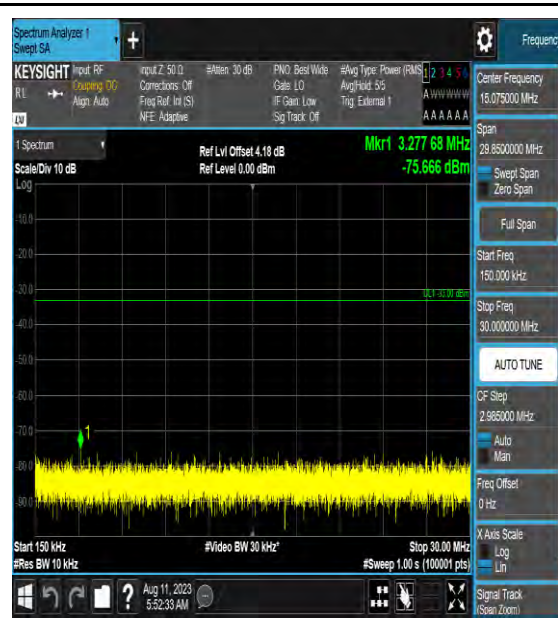 Spectrum Analyzer 1
Swept SA
Frequenc
KEYSIGHT
RL
Input: RF
Coupling: DC
Align: Auto
Input Z: 50 Ω
Corrections: Off
Freq Ref: Int (S)
NFE: Adaptive
#Atten: 30 dB
PNO: Best Wide
Gate: LO
IF Gain: Low
Sig Track: Off
#Avg Type: Power (RMS
Avg|Hold: 5/5
Trig: External 1
1 2 3 4 5 6
A W W W W W
A A A A A A
1 Spectrum
Scale/Div 10 dB
Log
Ref Lvl Offset 4.18 dB
Ref Level 0.00 dBm
Mkr1 3.277 68 MHz
-75.666 dBm
-10.0
-20.0
-30.0
-40.0
-50.0
-60.0
-70.0
-80.0
-90.0
UL1 -33.00 dBm
1
Start 150 kHz
#Res BW 10 kHz
#Video BW 30 kHz*
Stop 30.00 MHz
#Sweep 1.00 s (100001 pts)
Center Frequency
15.075000 MHz
Span
29.8500000 MHz
Swept Span
Zero Span
Full Span
Start Freq
150.000 kHz
Stop Freq
30.000000 MHz
AUTO TUNE
CF Step
2.985000 MHz
Auto
Man
Freq Offset
0 Hz
X Axis Scale
Log
Lin
Signal Track
(Span Zoom)
Aug 11, 2023
5:52:33 AM